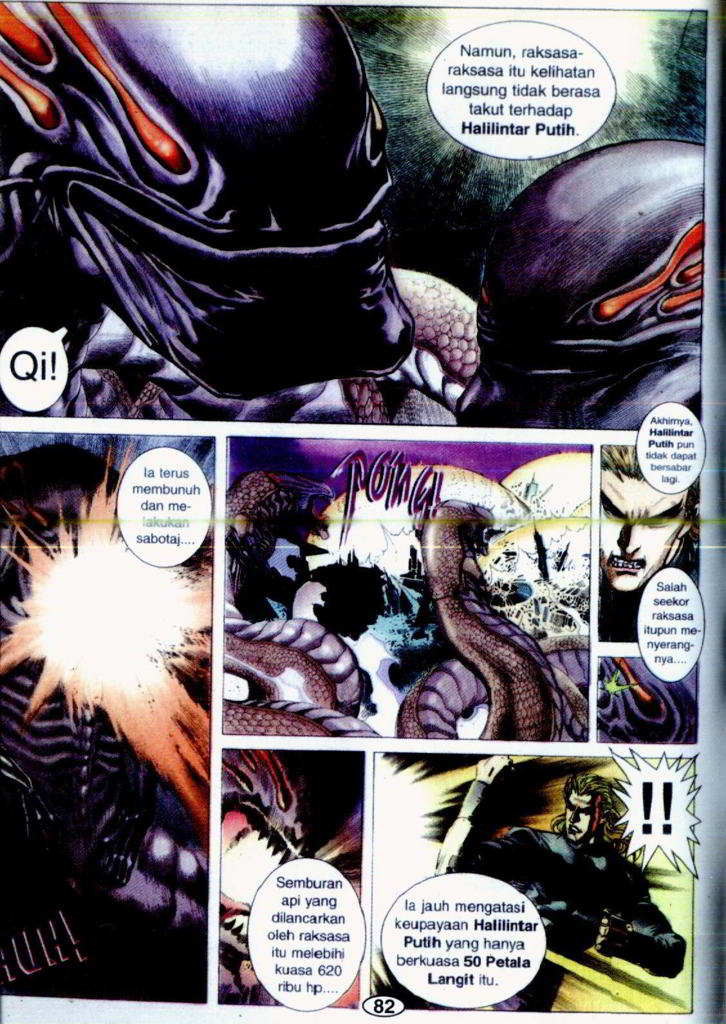 Namun, raksasa-
raksasa itu kelihatan
langsung tidak berasa
takut terhadap
Halilintar Putih.
Qi!
Ia terus
membunuh
dan me-
lakukan
sabotaj....
POMM!
Akhirnya,
Halilintar
Putih pun
tidak dapat
bersabar
lagi.
Salah
seekor
raksasa
itupun me-
nyerang-
nya....
Semburan
api yang
dilancarkan
oleh raksasa
itu melebihi
kuasa 620
ribu hp....
!!
Ia jauh mengatasi
keupayaan Halilintar
Putih yang hanya
berkuasa 50 Petala
Langit itu.
82